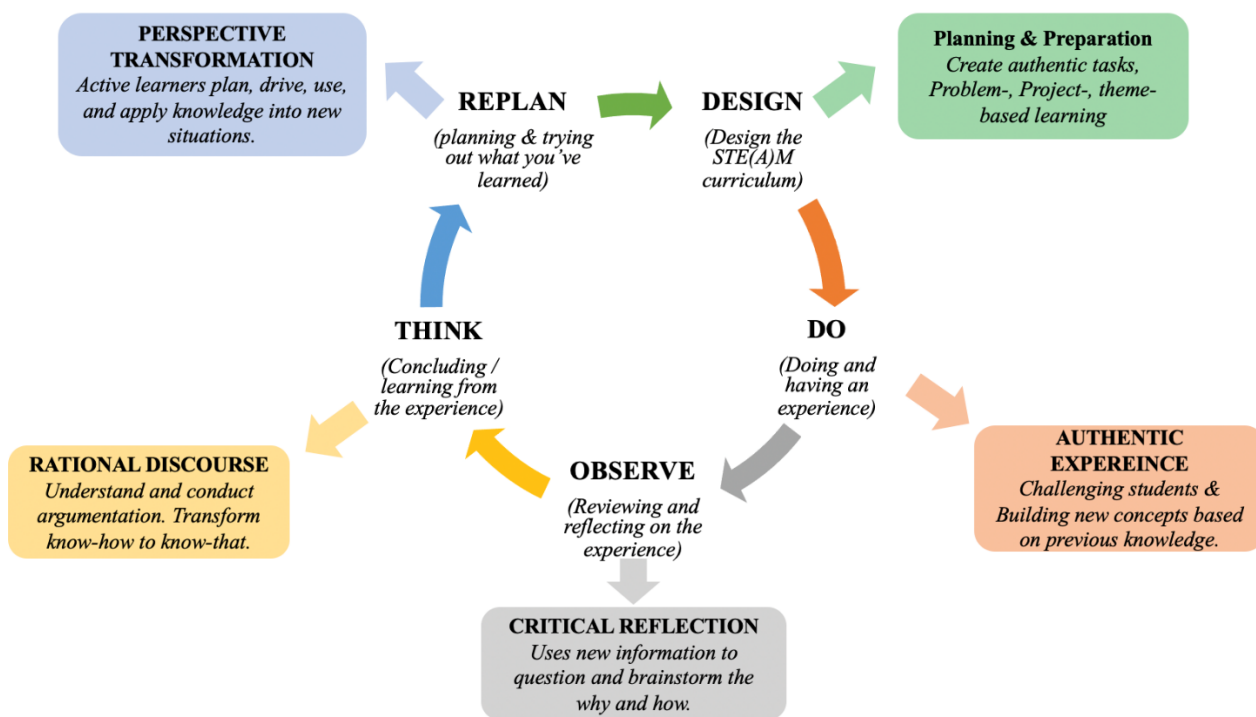 PERSPECTIVE
TRANSFORMATION
Active learners plan, drive, use,
and apply knowledge into new
situations.
REPLAN
(planning & trying
out what you've
learned)
DESIGN
(Design the
STE(A)M
curriculum)
Planning & Preparation
Create authentic tasks,
Problem-, Project-, theme-
based learning
THINK
(Concluding /
learning from
the experience)
DO
(Doing and
having an
experience)
RATIONAL DISCOURSE
Understand and conduct
argumentation. Transform
know-how to know-that.
OBSERVE
(Reviewing and
reflecting on the
experience)
AUTHENTIC
EXPEREINCE
Challenging students &
Building new concepts based
on previous knowledge.
CRITICAL REFLECTION
Uses new information to
question and brainstorm the
why and how.